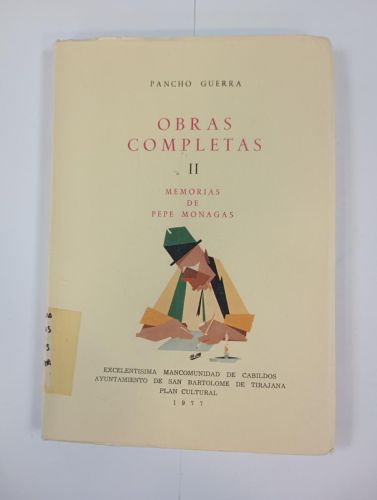 PANCHO GUERRA
OBRAS
COMPLETAS
II
MEMORIAS
DE
PEPE MONAGAS
EXCELENTISIMA MANCOMUNIDAD DE CABILDOS
AYUNTAMIENTO DE SAN BARTOLOME DE TIRAJANA
PLAN CULTURAL
1977